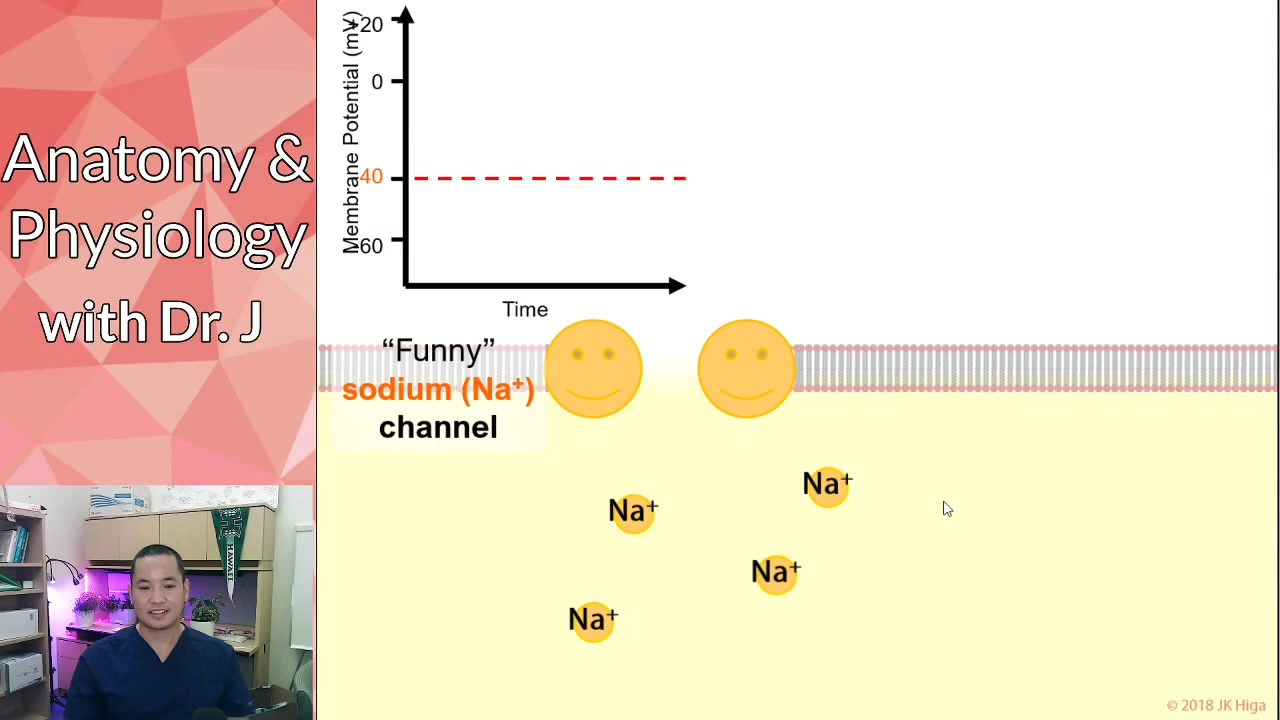 Anatomy &
Physiology
with Dr. J
HAWAII
Membrane Potential (mV)
+20
0
-40
-60
Time
“Funny”
sodium (Na⁺)
channel
Na⁺
Na⁺
Na⁺
Na⁺
© 2018 JK Higa